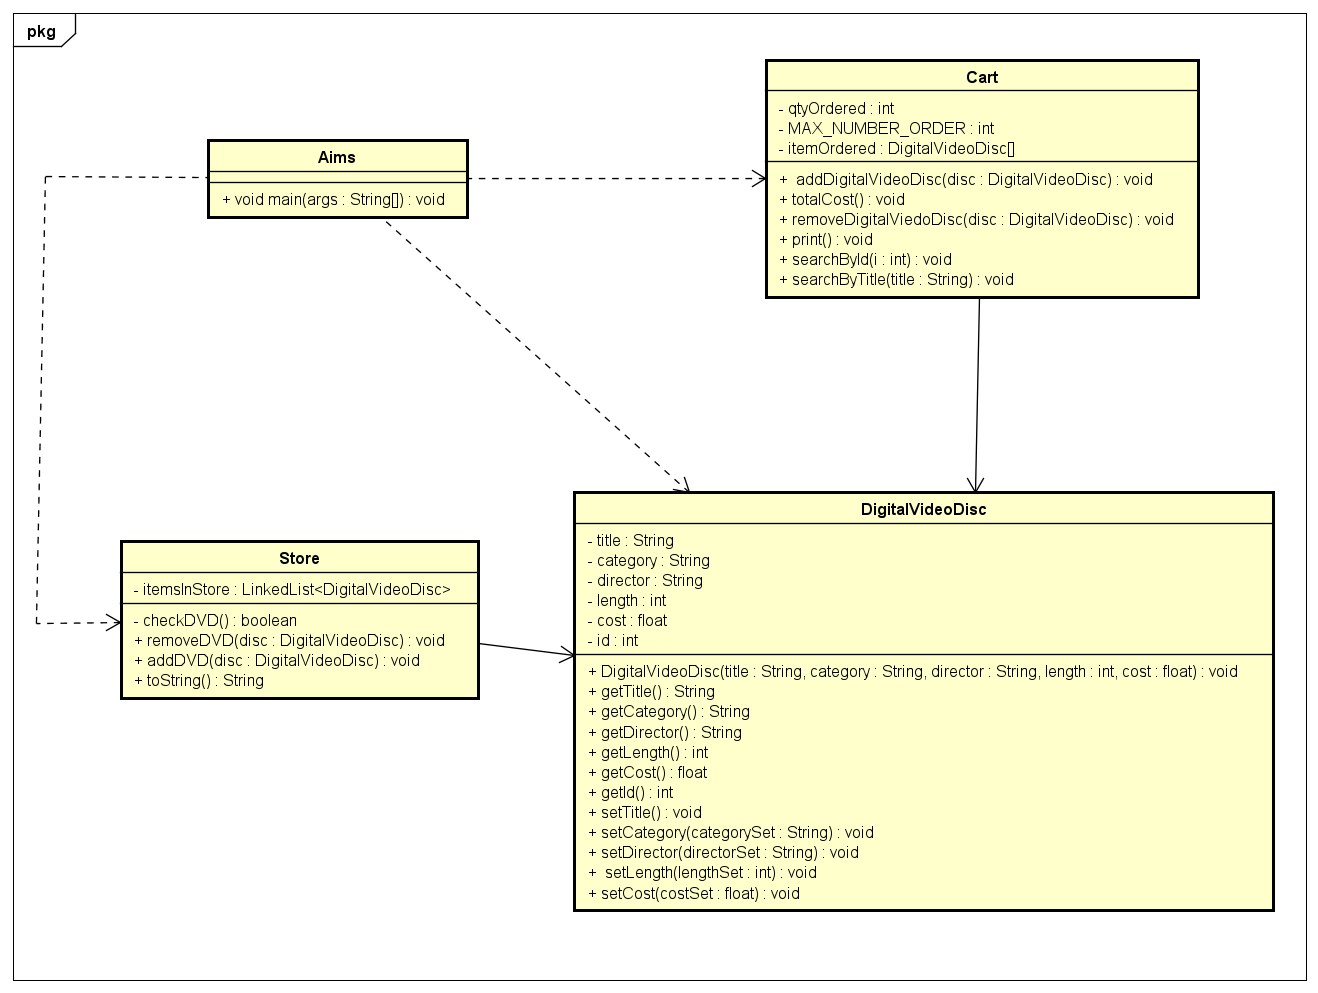 pkg
Cart
- qtyOrdered : int
- MAX_NUMBER_ORDER : int
- itemOrdered : DigitalVideoDisc[]
+ addDigitalVideoDisc(disc : DigitalVideoDisc) : void
+ totalCost() : void
+ removeDigitalViedoDisc(disc : DigitalVideoDisc) : void
+ print() : void
+ searchById(i : int) : void
+ searchByTitle(title : String) : void
Aims
+ void main(args : String[]) : void
DigitalVideoDisc
- title : String
- category : String
- director : String
- length : int
- cost : float
- id : int
+ DigitalVideoDisc(title : String, category : String, director : String, length : int, cost : float) : void
+ getTitle() : String
+ getCategory() : String
+ getDirector() : String
+ getLength() : int
+ getCost() : float
+ getId() : int
+ setTitle() : void
+ setCategory(categorySet : String) : void
+ setDirector(directorSet : String) : void
+ setLength(lengthSet : int) : void
+ setCost(costSet : float) : void
Store
- itemsInStore : LinkedList<DigitalVideoDisc>
- checkDVD() : boolean
+ removeDVD(disc : DigitalVideoDisc) : void
+ addDVD(disc : DigitalVideoDisc) : void
+ toString() : String